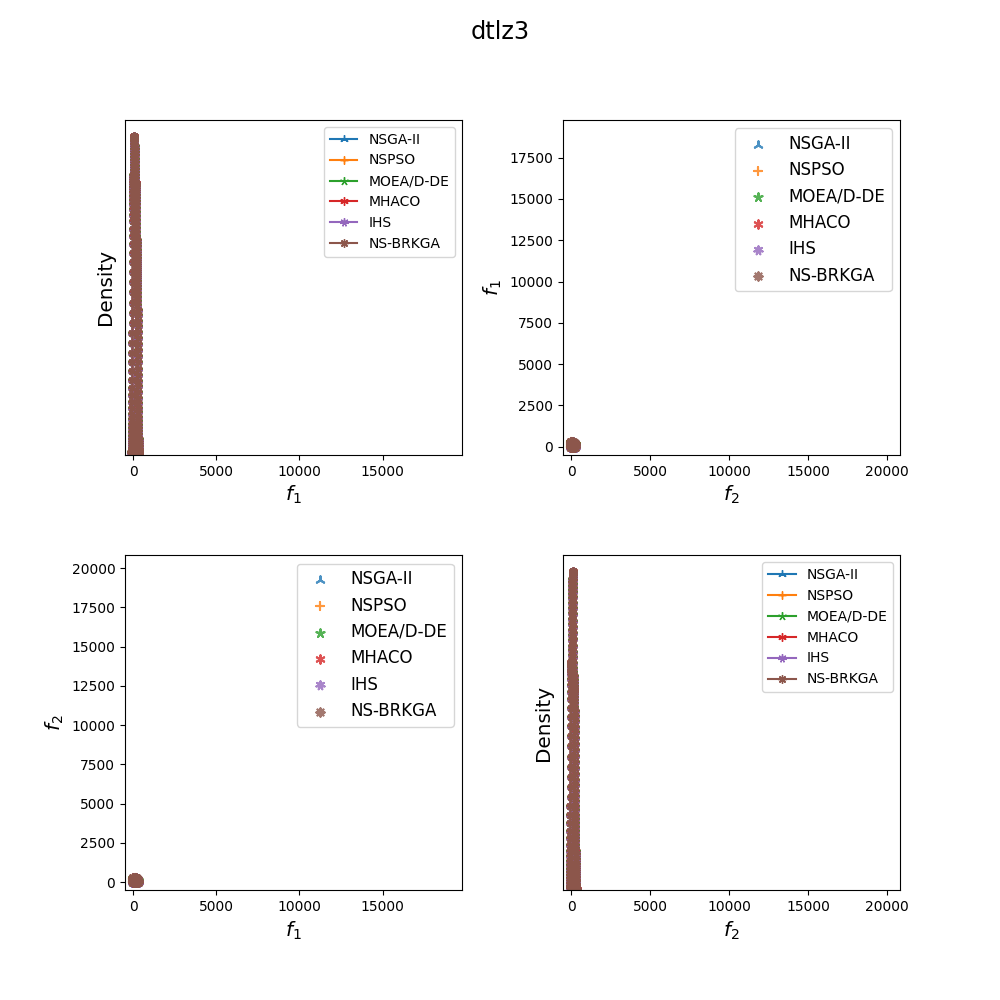 dtlz3
Density
NSGA-II
NSPSO
MOEA/D-DE
MHACO
IHS
NS-BRKGA
0 5000 10000 15000
f1
f1
17500
15000
12500
10000
7500
5000
2500
0
NSGA-II
NSPSO
MOEA/D-DE
MHACO
IHS
NS-BRKGA
0 5000 10000 15000 20000
f2
f2
20000
17500
15000
12500
10000
7500
5000
2500
0
NSGA-II
NSPSO
MOEA/D-DE
MHACO
IHS
NS-BRKGA
0 5000 10000 15000
f1
Density
NSGA-II
NSPSO
MOEA/D-DE
MHACO
IHS
NS-BRKGA
0 5000 10000 15000 20000
f2